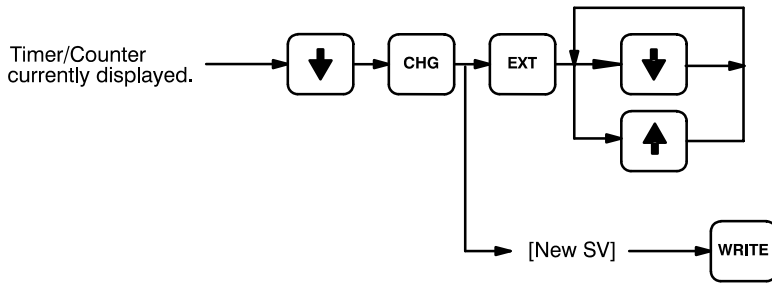 Timer/Counter
currently displayed.
CHG
EXT
[New SV]
WRITE